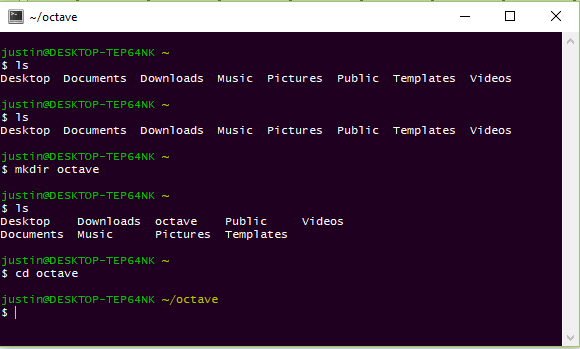 ~/octave
justin@DESKTOP-TEP64NK ~
$ ls
Desktop  Documents  Downloads  Music  Pictures  Public  Templates  Videos
justin@DESKTOP-TEP64NK ~
$ ls
Desktop  Documents  Downloads  Music  Pictures  Public  Templates  Videos
justin@DESKTOP-TEP64NK ~
$ mkdir octave
justin@DESKTOP-TEP64NK ~
$ ls
Desktop    Downloads  octave    Public     Videos
Documents  Music      Pictures  Templates
justin@DESKTOP-TEP64NK ~
$ cd octave
justin@DESKTOP-TEP64NK ~/octave
$